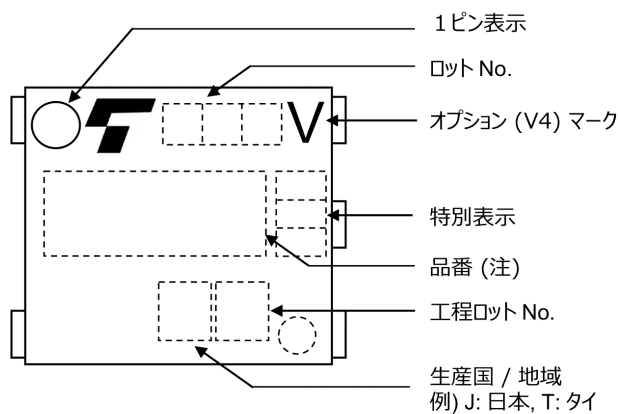 1ピン表示
ロット No.
V
オプション (V4) マーク
特別表示
品番 (注)
工程ロット No.
生産国 / 地域
例) J: 日本, T: タイ